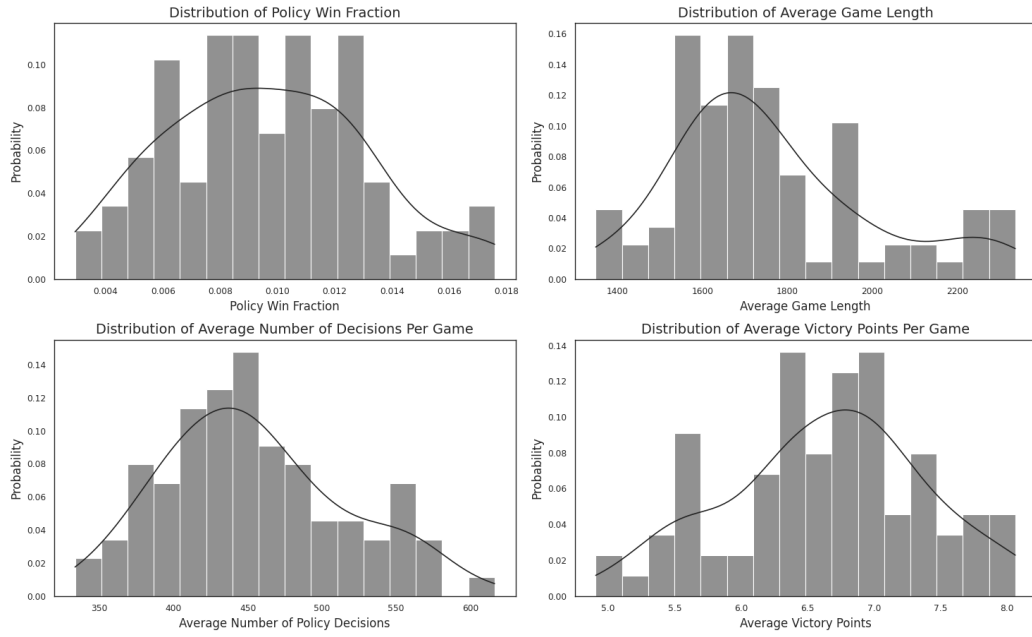 Distribution of Policy Win Fraction
Probability
0.10
0.08
0.06
0.04
0.02
0.00
0.004 0.006 0.008 0.010 0.012 0.014 0.016 0.018
Policy Win Fraction
Distribution of Average Game Length
Probability
0.16
0.14
0.12
0.10
0.08
0.06
0.04
0.02
0.00
1400 1600 1800 2000 2200
Average Game Length
Distribution of Average Number of Decisions Per Game
Probability
0.14
0.12
0.10
0.08
0.06
0.04
0.02
0.00
350 400 450 500 550 600
Average Number of Policy Decisions
Distribution of Average Victory Points Per Game
Probability
0.14
0.12
0.10
0.08
0.06
0.04
0.02
0.00
5.0 5.5 6.0 6.5 7.0 7.5 8.0
Average Victory Points